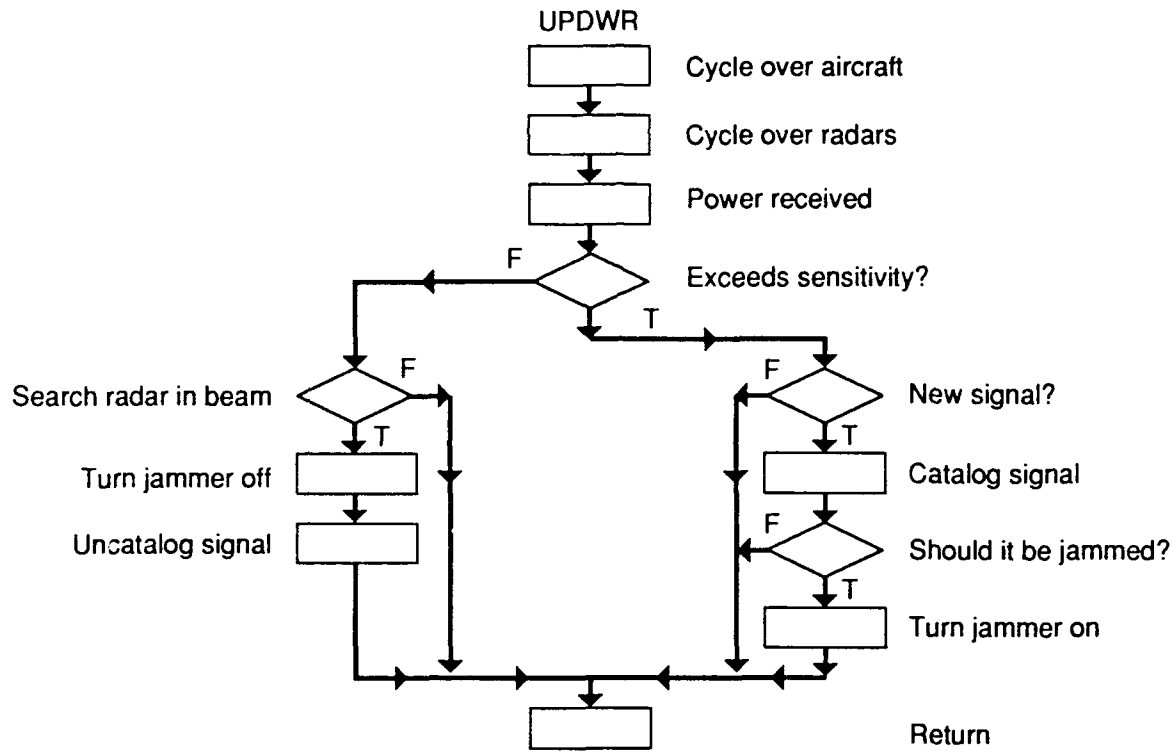 UPDWR
Cycle over aircraft
Cycle over radars
Power received
F
Exceeds sensitivity?
T
Search radar in beam
F
F
New signal?
T
T
Turn jammer off
Catalog signal
Uncatalog signal
F
Should it be jammed?
T
Turn jammer on
Return